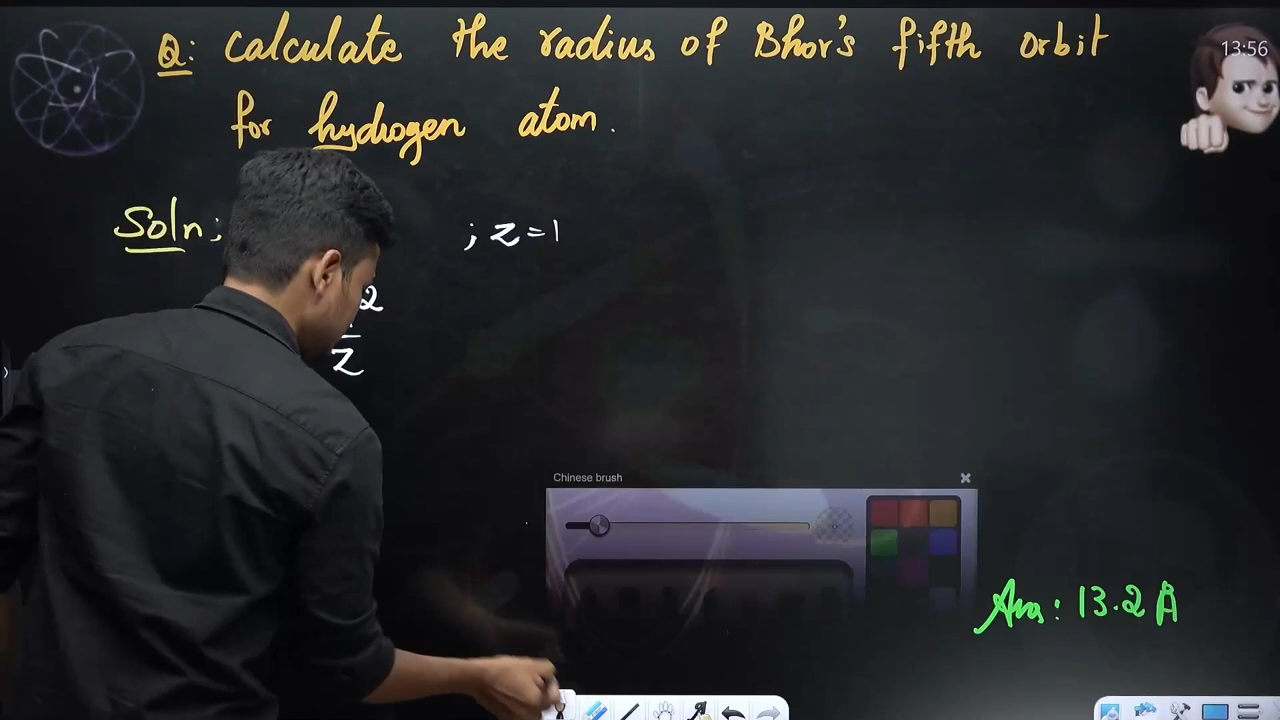 Q: Calculate the radius of Bhor's fifth orbit
13:56
for hydrogen atom.
Soln; ; Z=1
2
Z
Chinese brush
Ans: 13.2 Å